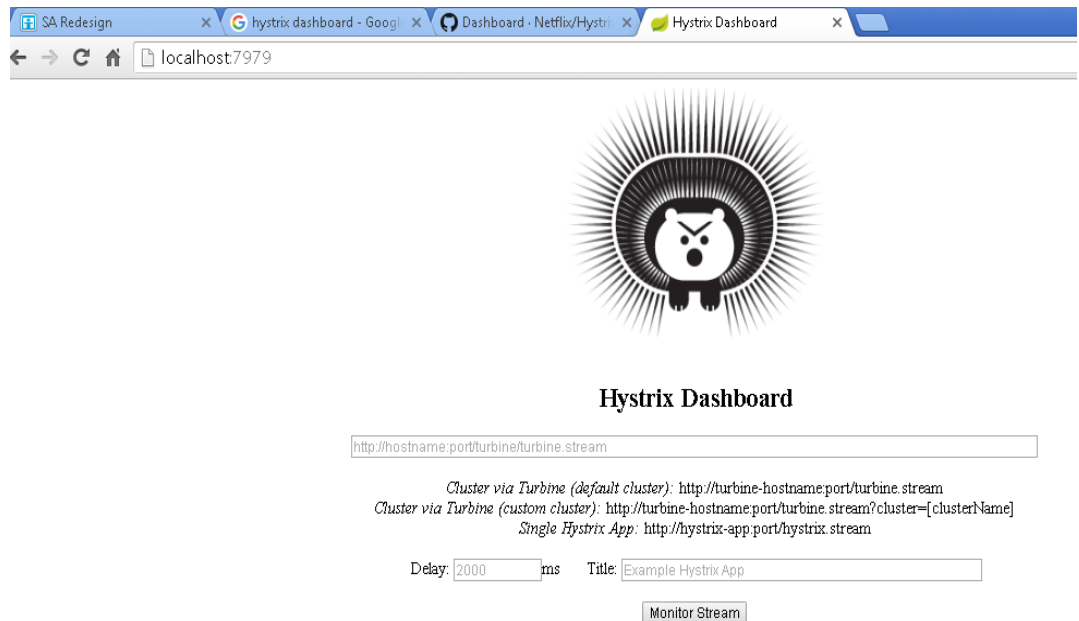 SA Redesign
hystrix dashboard - Googl
Dashboard · Netflix/Hystri
Hystrix Dashboard
localhost:7979
Hystrix Dashboard
http://hostname:port/turbine/turbine.stream
Cluster via Turbine (default cluster): http://turbine-hostname:port/turbine.stream
Cluster via Turbine (custom cluster): http://turbine-hostname:port/turbine.stream?cluster=[clusterName]
Single Hystrix App: http://hystrix-app:port/hystrix.stream
Delay: 2000 ms Title: Example Hystrix App
Monitor Stream